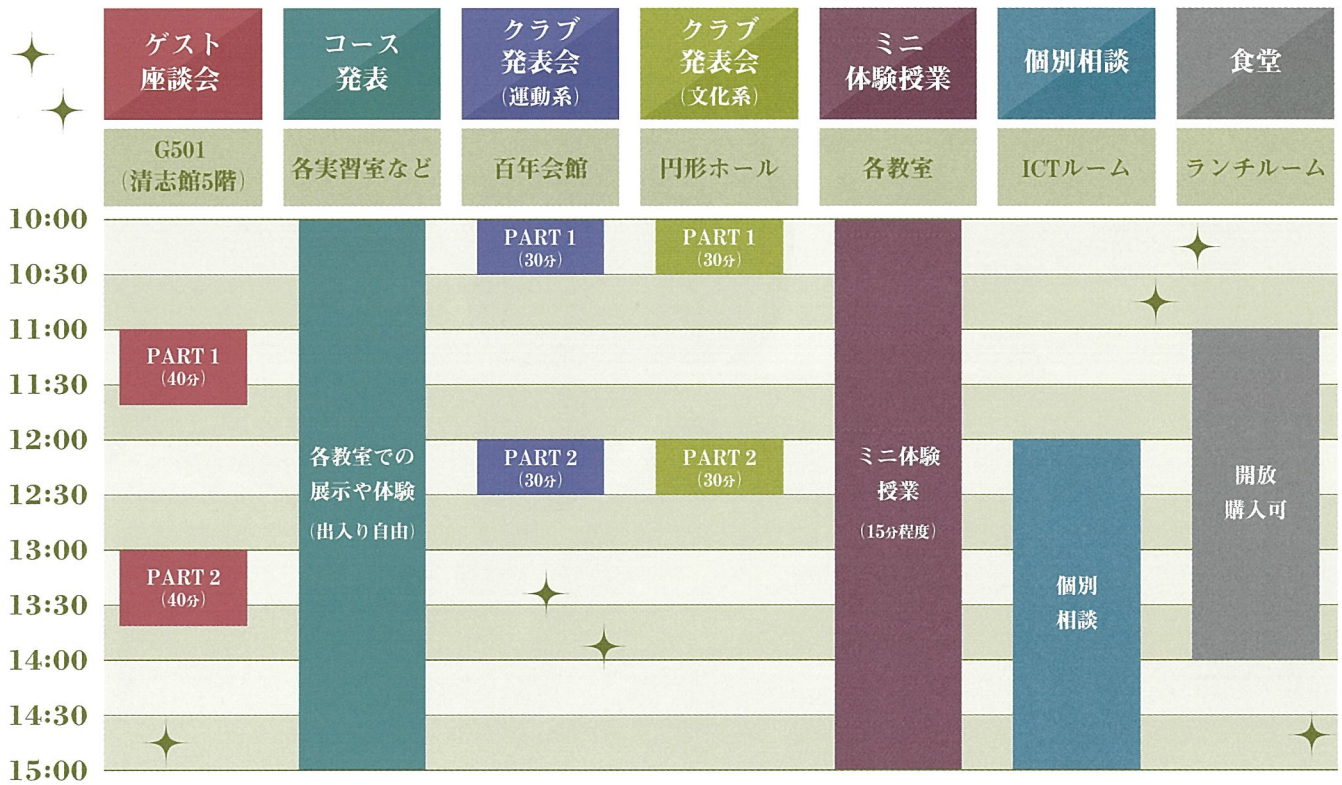 ゲスト
座談会
コース
発表
クラブ
発表会
(運動系)
クラブ
発表会
(文化系)
ミニ
体験授業
個別相談
食堂
G501
(清志館5階)
各実習室など
百年会館
円形ホール
各教室
ICTルーム
ランチルーム
10:00
10:30
11:00
11:30
12:00
12:30
13:00
13:30
14:00
14:30
15:00
PART 1
(40分)
PART 2
(40分)
各教室での
展示や体験
(出入り自由)
PART 1
(30分)
PART 2
(30分)
PART 1
(30分)
PART 2
(30分)
ミニ体験
授業
(15分程度)
個別
相談
開放
購入可